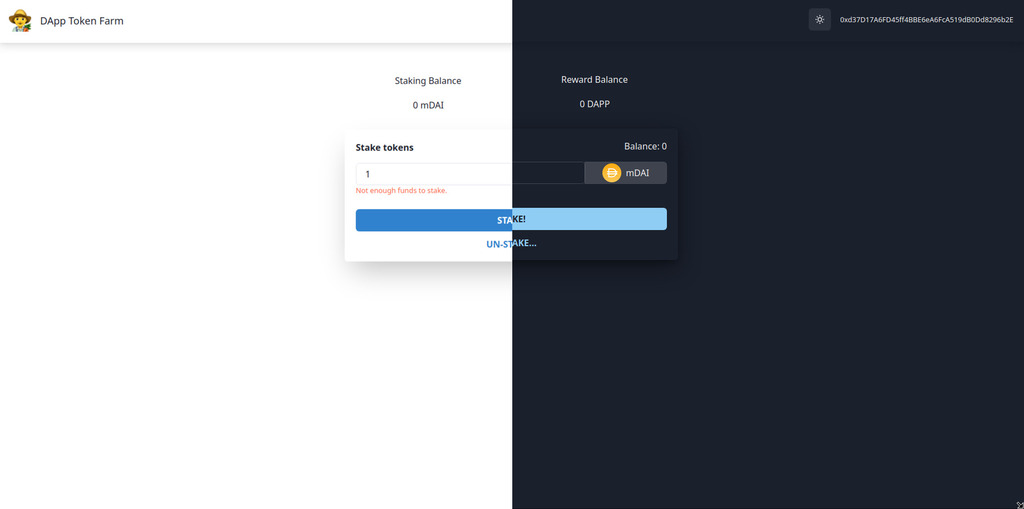 DApp Token Farm
0xd37D17A6FD45ff4BBE6eA6FcA519dB0Dd8296b2E
Staking Balance
Reward Balance
0 mDAI
0 DAPP
Stake tokens
Balance: 0
1
mDAI
Not enough funds to stake.
STAKE!
UN-STAKE...